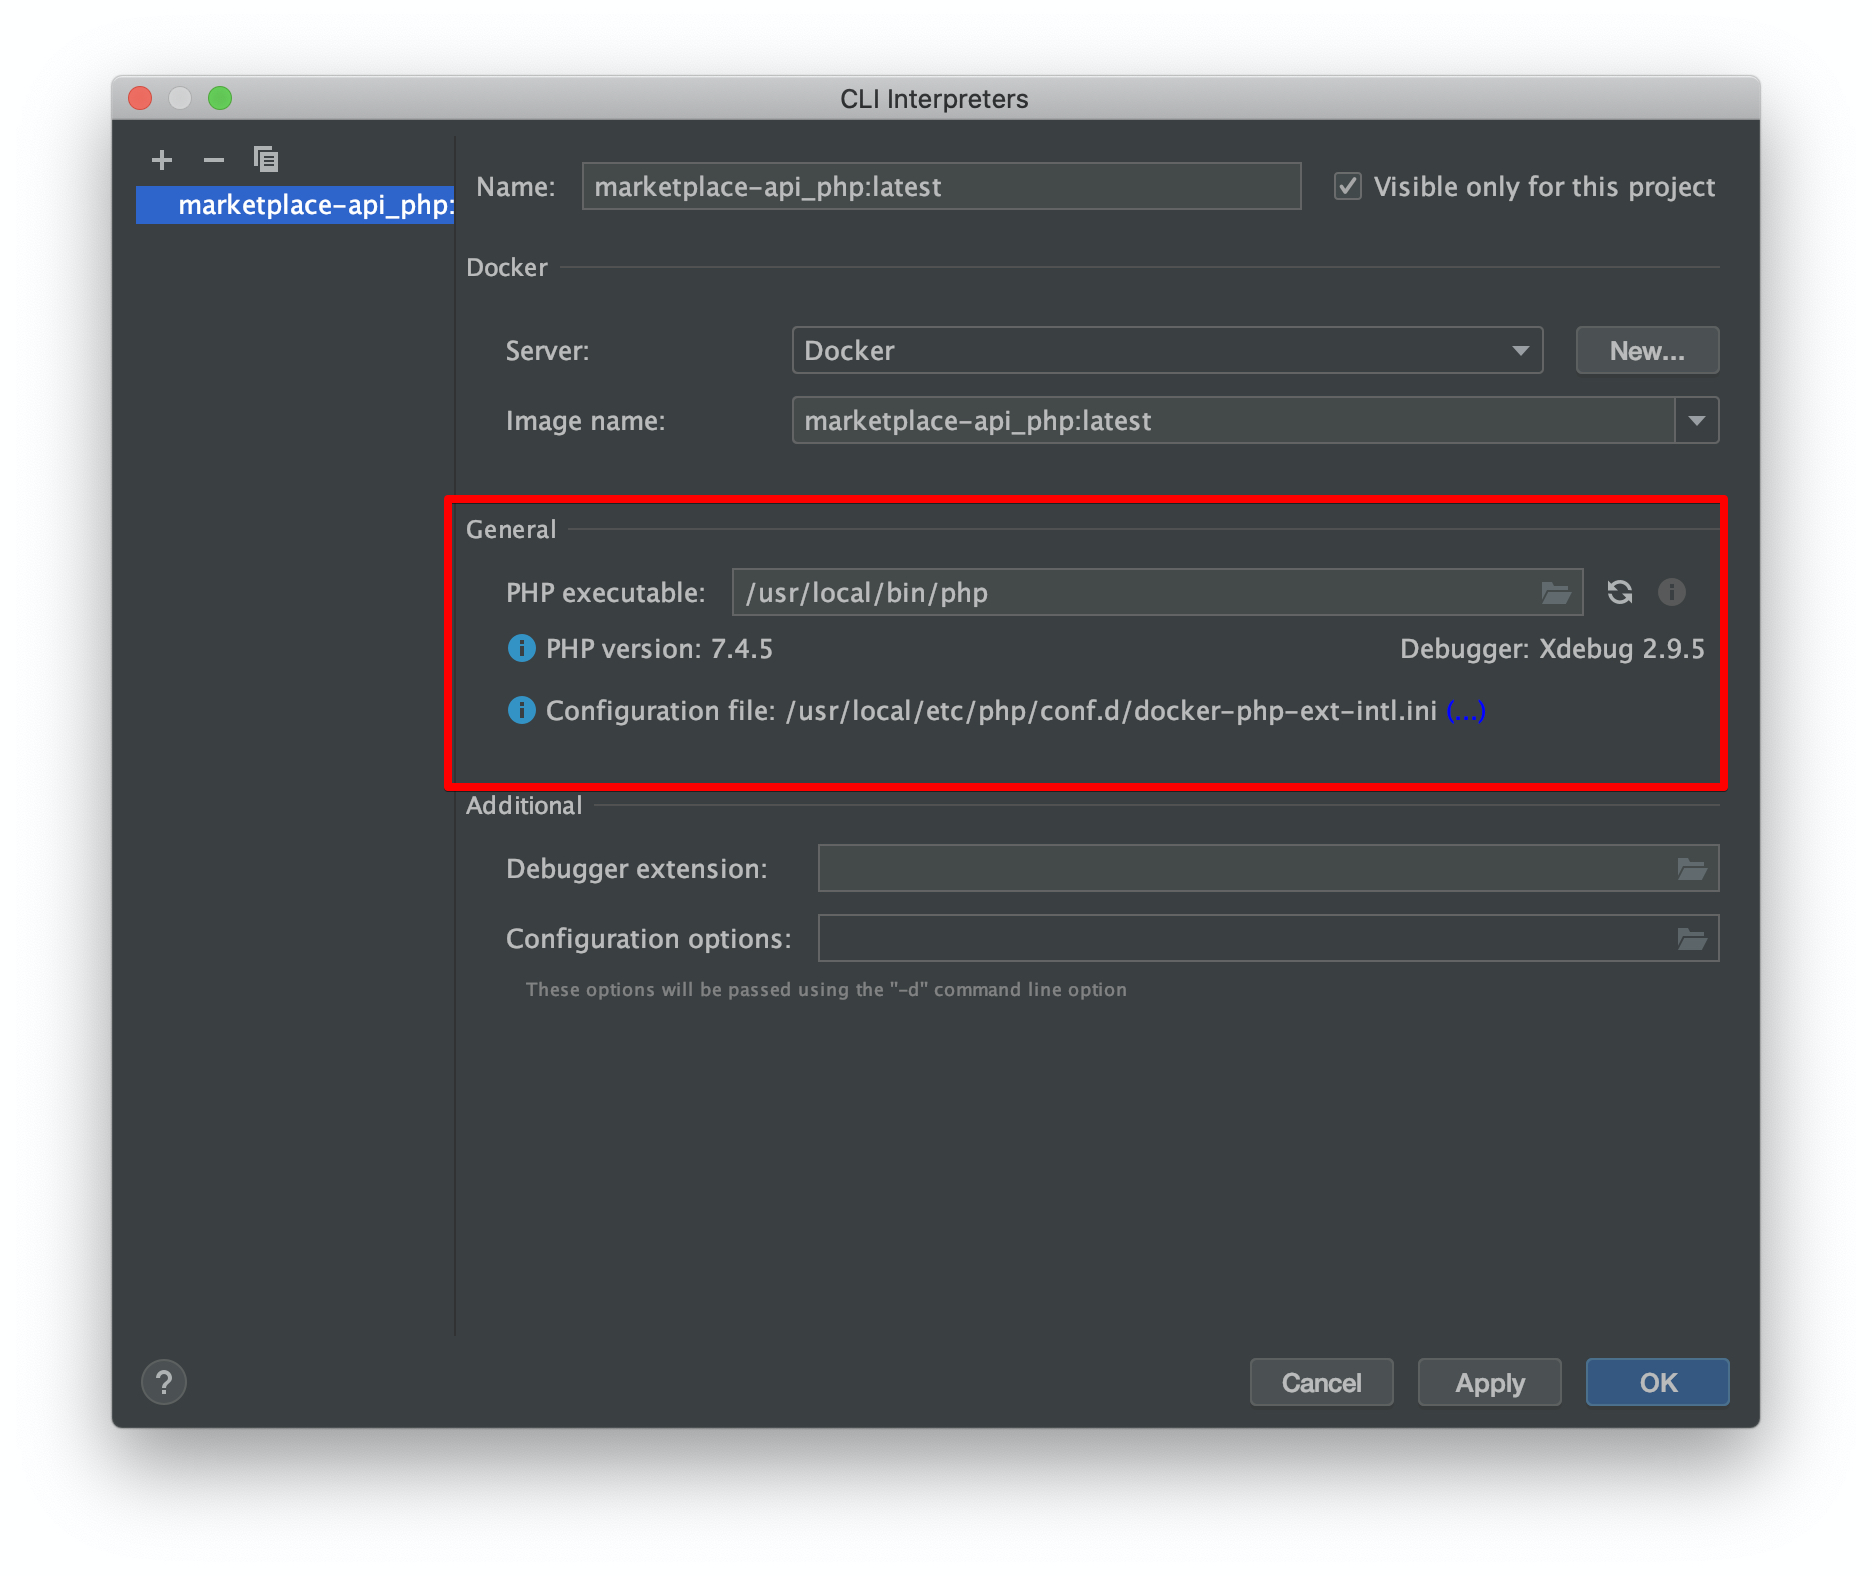 CLI Interpreters
marketplace-api_php:
Name: marketplace-api_php:latest Visible only for this project
Docker
Server: Docker New...
Image name: marketplace-api_php:latest
General
PHP executable: /usr/local/bin/php
PHP version: 7.4.5 Debugger: Xdebug 2.9.5
Configuration file: /usr/local/etc/php/conf.d/docker-php-ext-intl.ini (...)
Additional
Debugger extension:
Configuration options:
These options will be passed using the "-d" command line option
? Cancel Apply OK